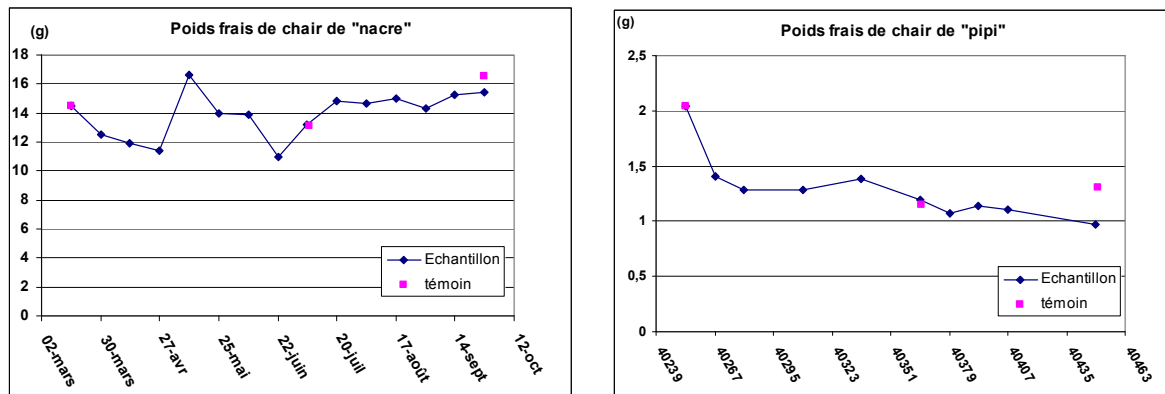 Poids frais de chair de "nacre"
(g)
18
16
14
12
10
8
6
4
2
0
02-mars
30-mars
27-avr
25-mai
22-juin
20-juil
17-août
14-sept
12-oct
Echantillon
témoin
Poids frais de chair de "pipi"
(g)
2,5
2
1,5
1
0,5
0
40239
40267
40295
40323
40351
40379
40407
40435
40463
Echantillon
témoin